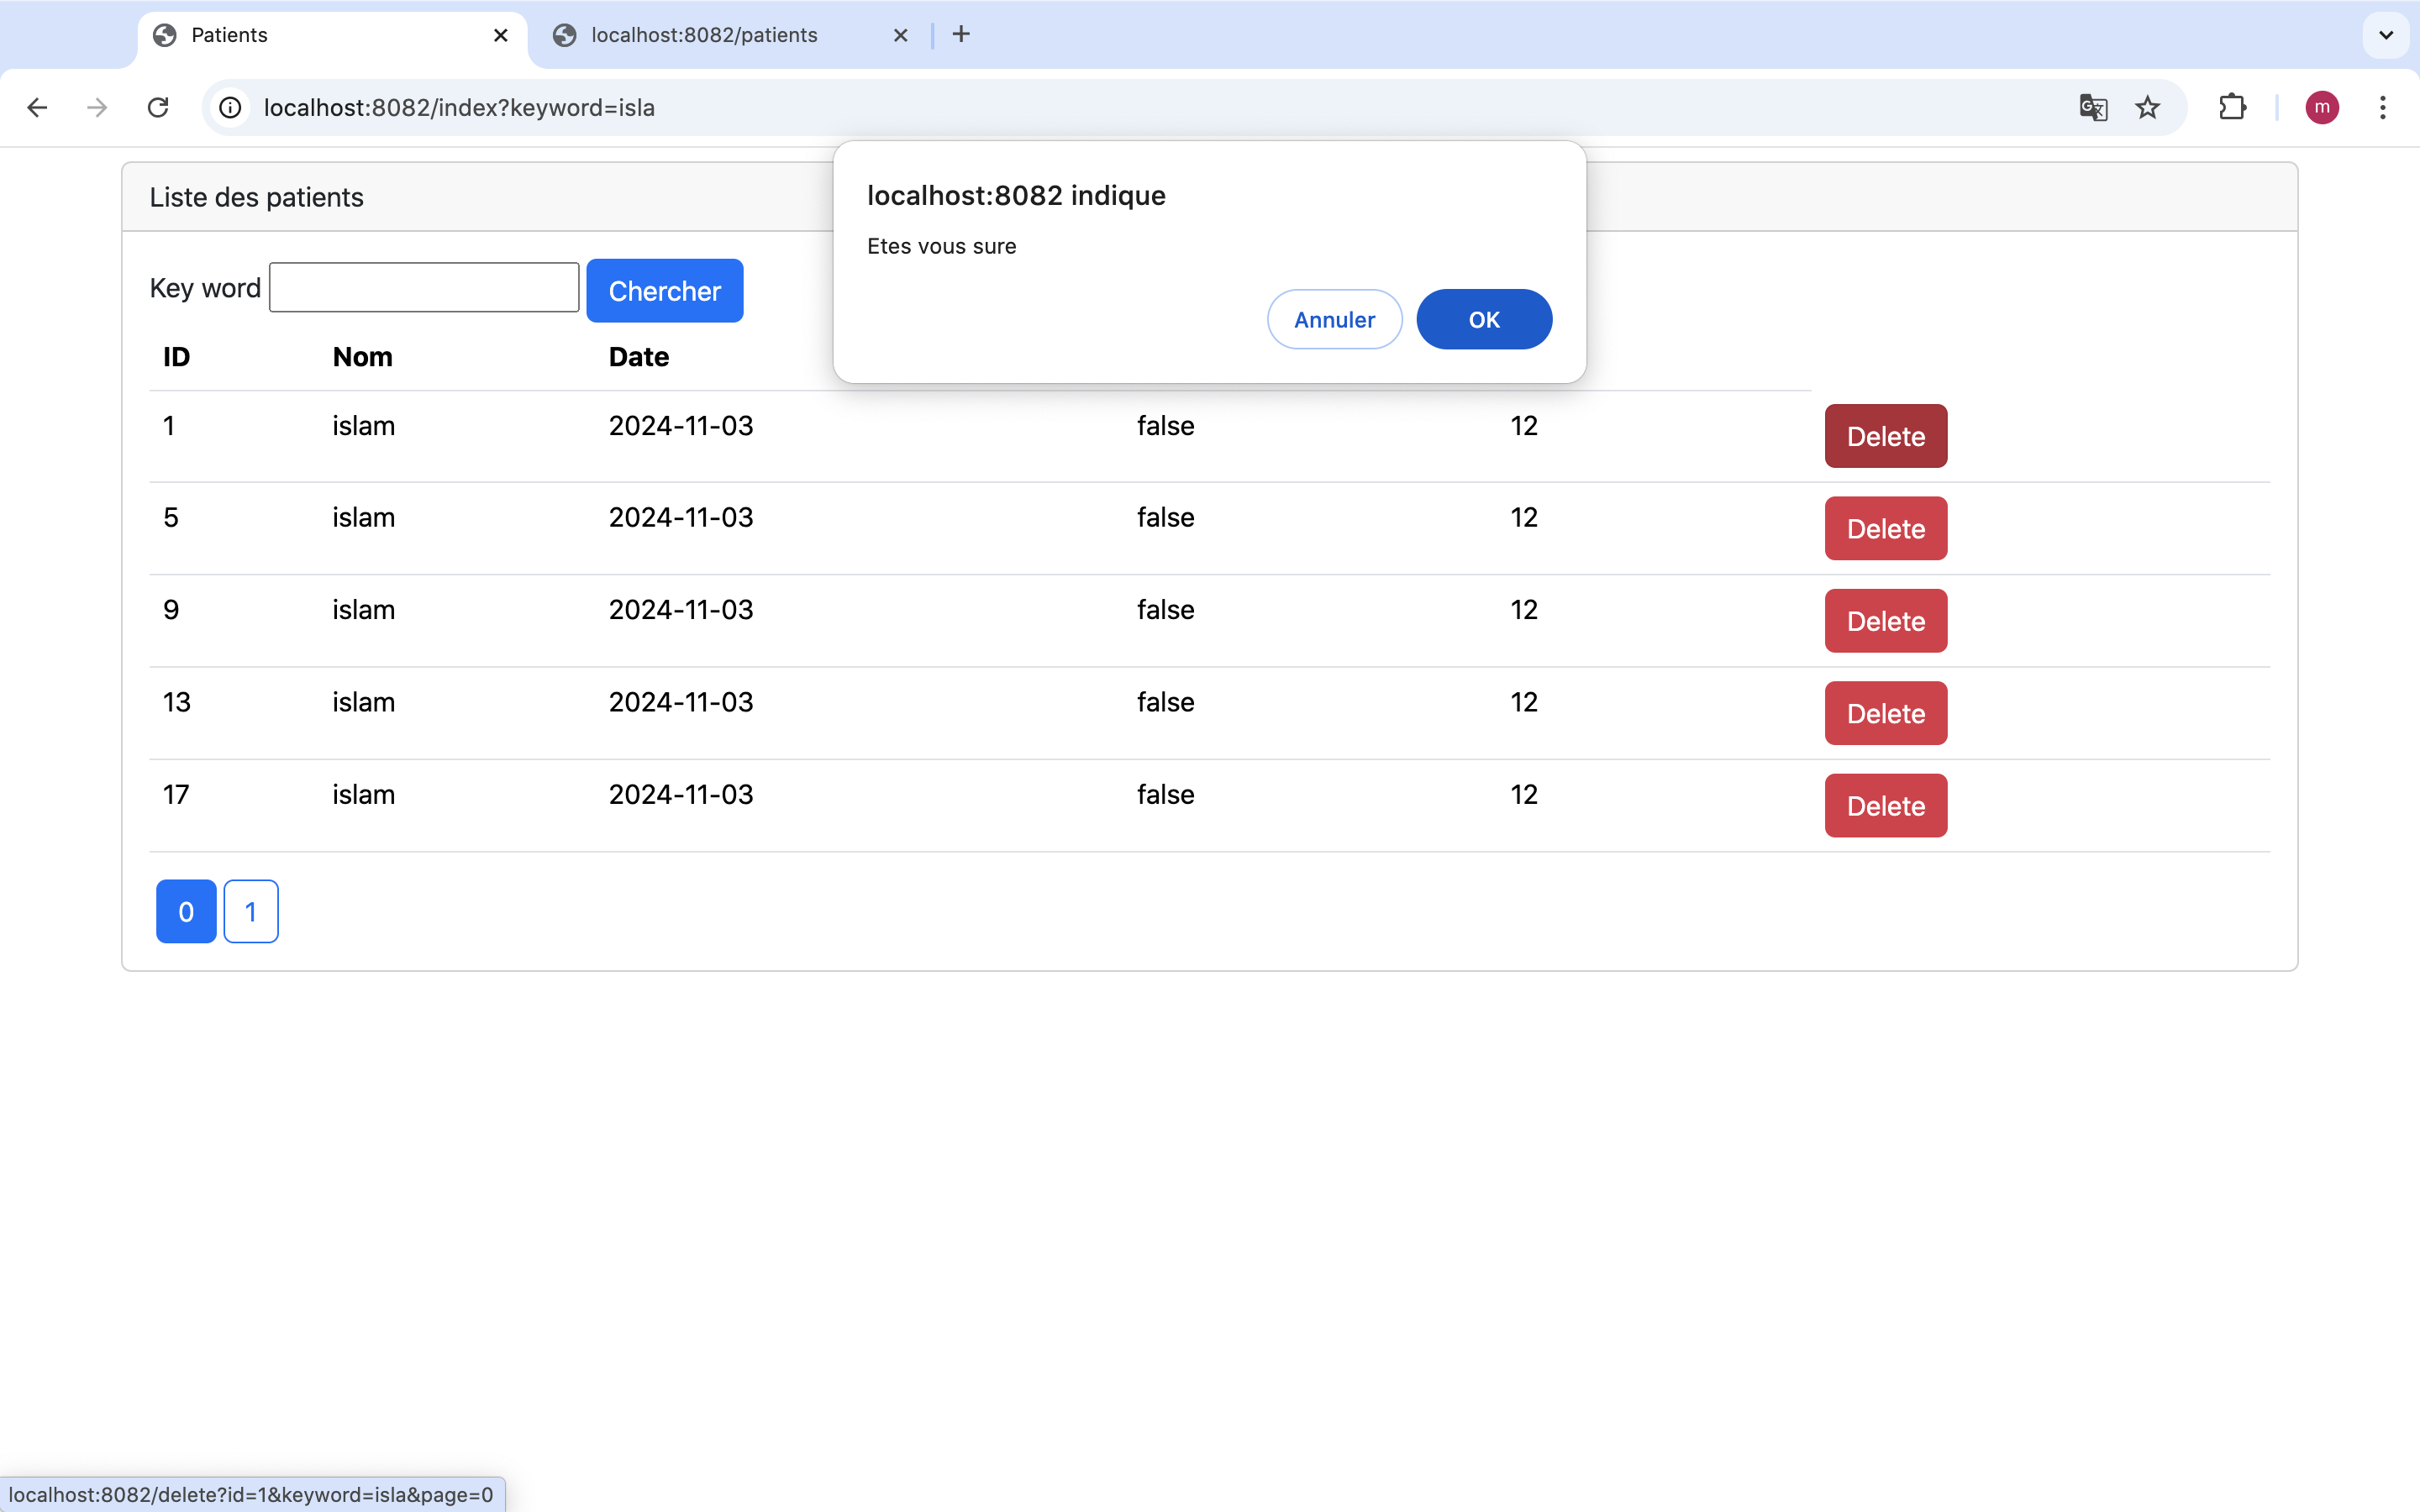 Patients
localhost:8082/patients
localhost:8082/index?keyword=isla
m
localhost:8082 indique
Etes vous sure
Annuler OK
Liste des patients
Key word Chercher
ID Nom Date
1 islam 2024-11-03 false 12 Delete
5 islam 2024-11-03 false 12 Delete
9 islam 2024-11-03 false 12 Delete
13 islam 2024-11-03 false 12 Delete
17 islam 2024-11-03 false 12 Delete
0 1
localhost:8082/delete?id=1&keyword=isla&page=0